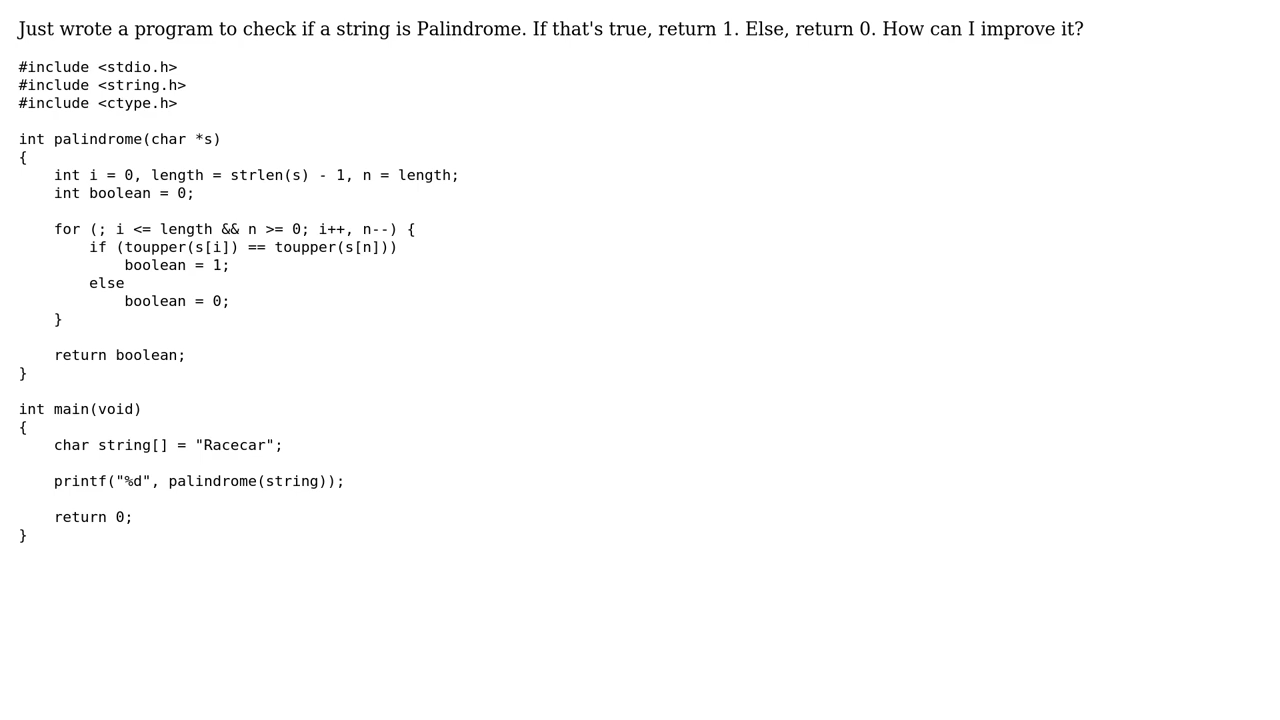 Just wrote a program to check if a string is Palindrome. If that's true, return 1. Else, return 0. How can I improve it?
#include <stdio.h>
#include <string.h>
#include <ctype.h>

int palindrome(char *s)
{
    int i = 0, length = strlen(s) - 1, n = length;
    int boolean = 0;

    for (; i <= length && n >= 0; i++, n--) {
        if (toupper(s[i]) == toupper(s[n]))
            boolean = 1;
        else
            boolean = 0;
    }

    return boolean;
}

int main(void)
{
    char string[] = "Racecar";

    printf("%d", palindrome(string));

    return 0;
}